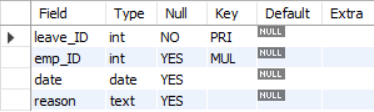 Field Type Null Key Default Extra
leave_ID int NO PRI NULL
emp_ID int YES MUL NULL
date date YES NULL
reason text YES NULL